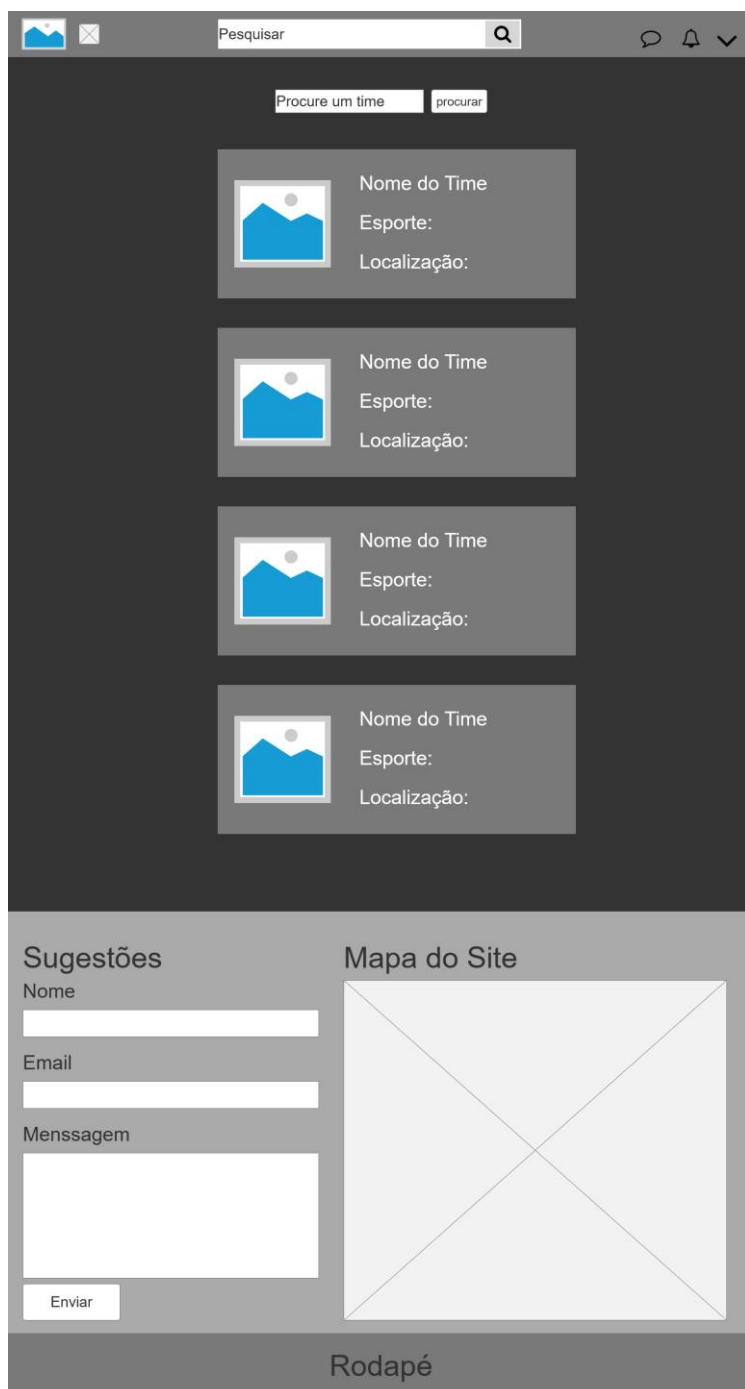 Pesquisar
Procure um time
procurar
Nome do Time
Esporte:
Localização:
Nome do Time
Esporte:
Localização:
Nome do Time
Esporte:
Localização:
Nome do Time
Esporte:
Localização:
Sugestões
Nome
Email
Menssagem
Enviar
Mapa do Site
Rodapé